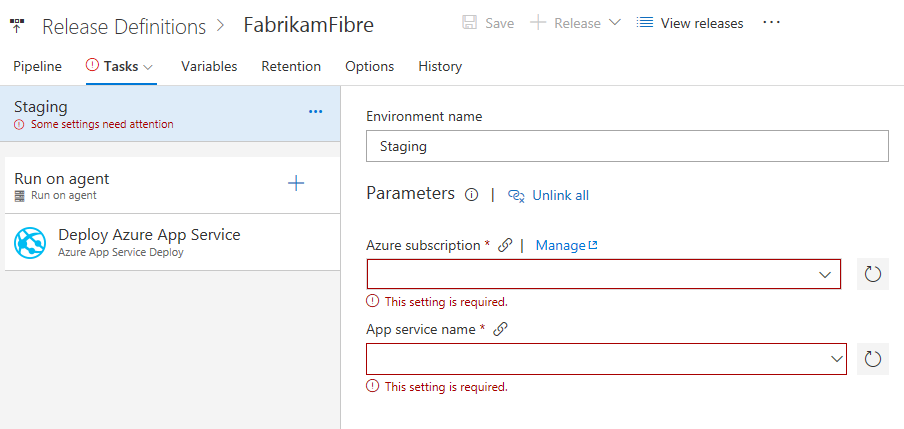 Release Definitions > FabrikamFibre
Save + Release View releases ···
Pipeline Tasks Variables Retention Options History
Staging ···
Some settings need attention
Run on agent +
Run on agent
Deploy Azure App Service
Azure App Service Deploy
Environment name
Staging
Parameters | Unlink all
Azure subscription * | Manage
This setting is required.
App service name *
This setting is required.